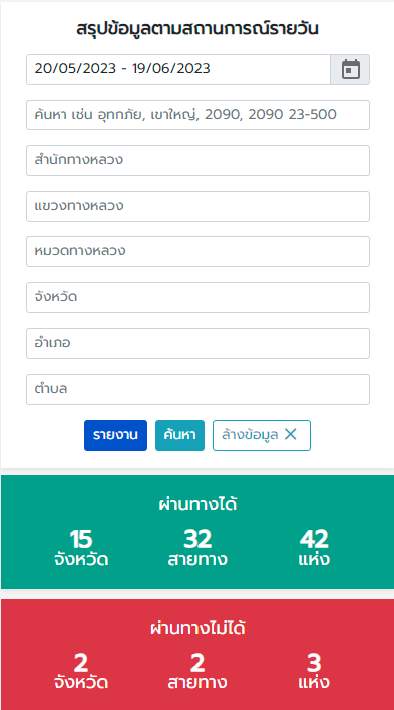 สรุปข้อมูลตามสถานการณ์รายวัน
20/05/2023 - 19/06/2023
ค้นหา เช่น อุทกภัย, เขาใหญ่,, 2090, 2090 23-500
สำนักทางหลวง
แขวงทางหลวง
หมวดทางหลวง
จังหวัด
อำเภอ
ตำบล
รายงาน ค้นหา ล้างข้อมูล ✕
ผ่านทางได้
15 32 42
จังหวัด สายทาง แห่ง
ผ่านทางไม่ได้
2 2 3
จังหวัด สายทาง แห่ง